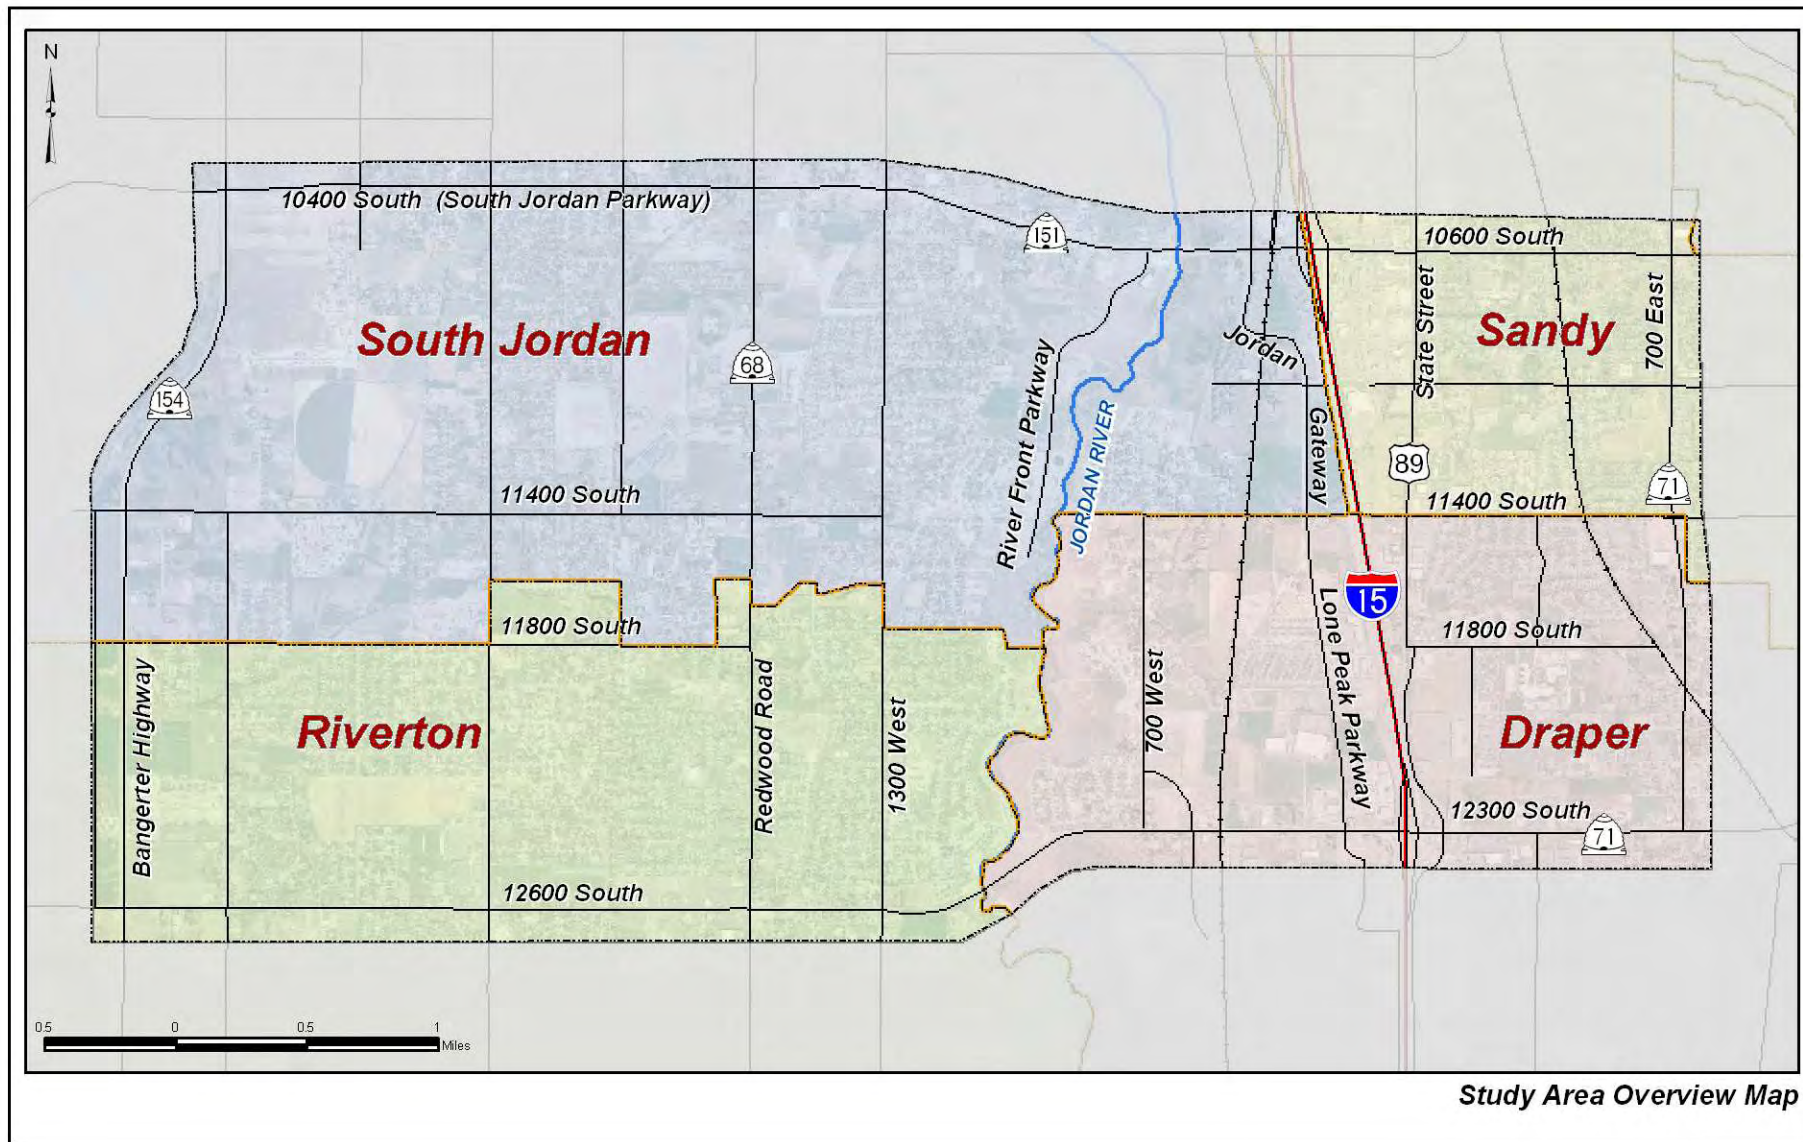 N
10400 South (South Jordan Parkway)
151
10600 South
South Jordan
68
154
River Front Parkway
JORDAN RIVER
Jordan
Gateway
State Street
Sandy
700 East
89
71
11400 South
11400 South
11800 South
15
11800 South
Riverton
Bangerter Highway
Redwood Road
1300 West
700 West
Lone Peak Parkway
Draper
12300 South
71
12600 South
0.5 0 0.5 1
Miles
Study Area Overview Map